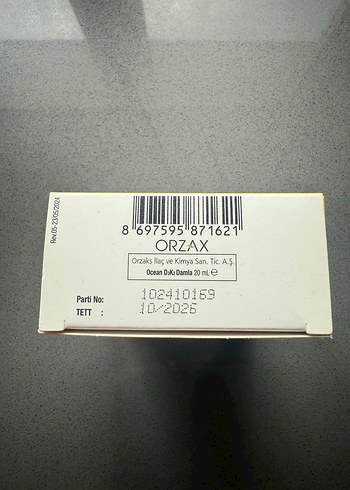 Rev.05-23/05/2024
8 697595 871621
ORZAX
Orzaks İlaç ve Kimya San. Tic. A.Ş.
Ocean D₃K₂ Damla 20 mL ℮
Parti No: 102410169
TETT : 10/2026